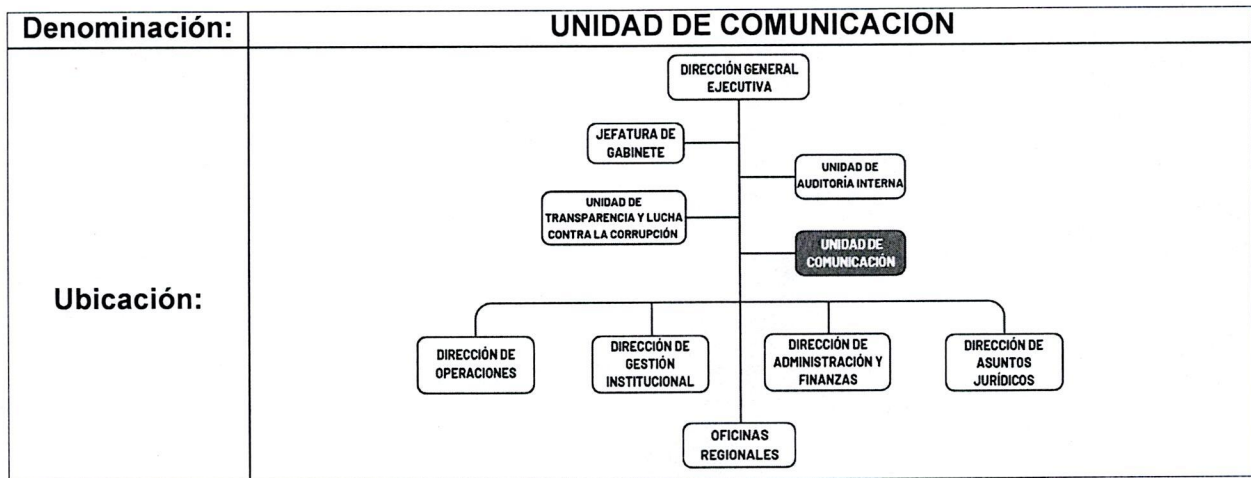 Denominación:
UNIDAD DE COMUNICACION
Ubicación:
DIRECCIÓN GENERAL
EJECUTIVA
JEFATURA DE
GABINETE
UNIDAD DE
AUDITORÍA INTERNA
UNIDAD DE
TRANSPARENCIA Y LUCHA
CONTRA LA CORRUPCIÓN
UNIDAD DE
COMUNICACIÓN
DIRECCIÓN DE
OPERACIONES
DIRECCIÓN DE
GESTIÓN
INSTITUCIONAL
DIRECCIÓN DE
ADMINISTRACIÓN Y
FINANZAS
DIRECCIÓN DE
ASUNTOS
JURÍDICOS
OFICINAS
REGIONALES